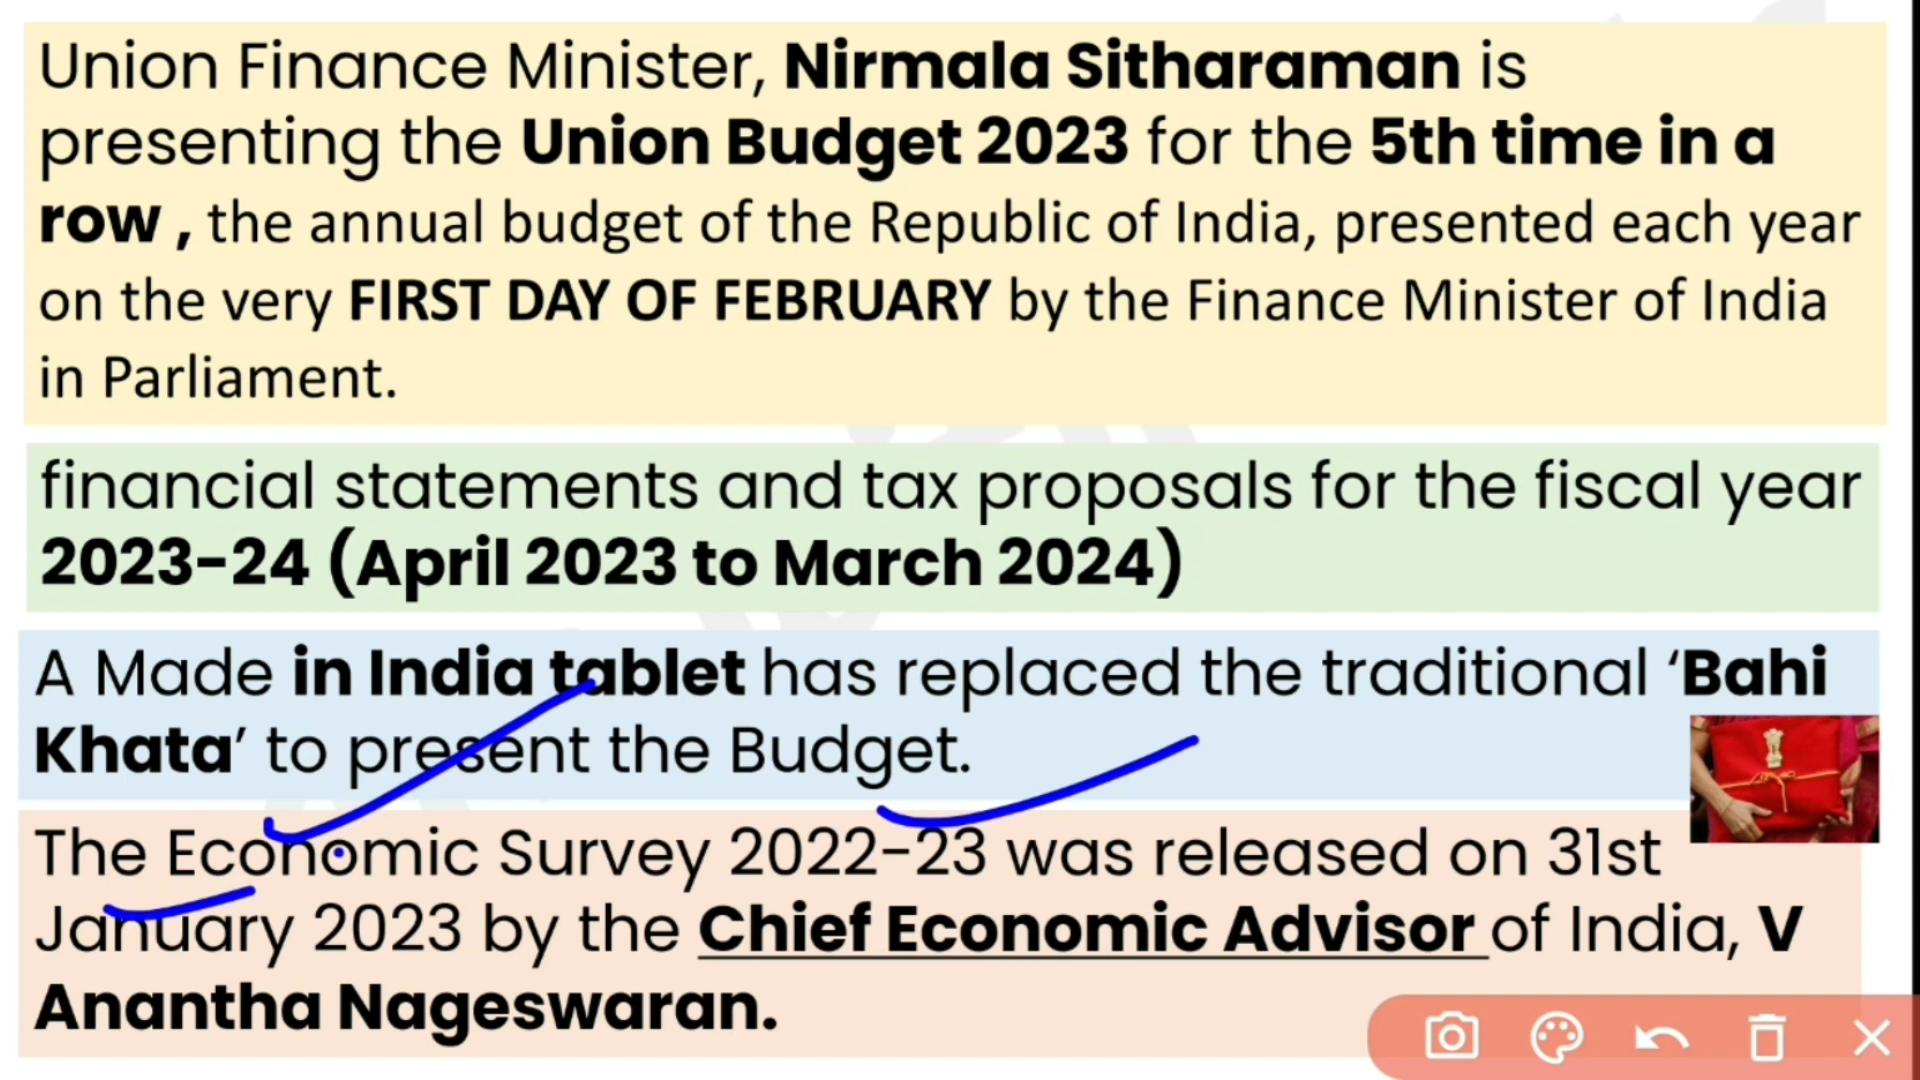 Union Finance Minister, Nirmala Sitharaman is
presenting the Union Budget 2023 for the 5th time in a
row , the annual budget of the Republic of India, presented each year
on the very FIRST DAY OF FEBRUARY by the Finance Minister of India
in Parliament.
financial statements and tax proposals for the fiscal year
2023-24 (April 2023 to March 2024)
A Made in India tablet has replaced the traditional ‘Bahi
Khata’ to present the Budget.
The Economic Survey 2022-23 was released on 31st
January 2023 by the Chief Economic Advisor of India, V
Anantha Nageswaran.